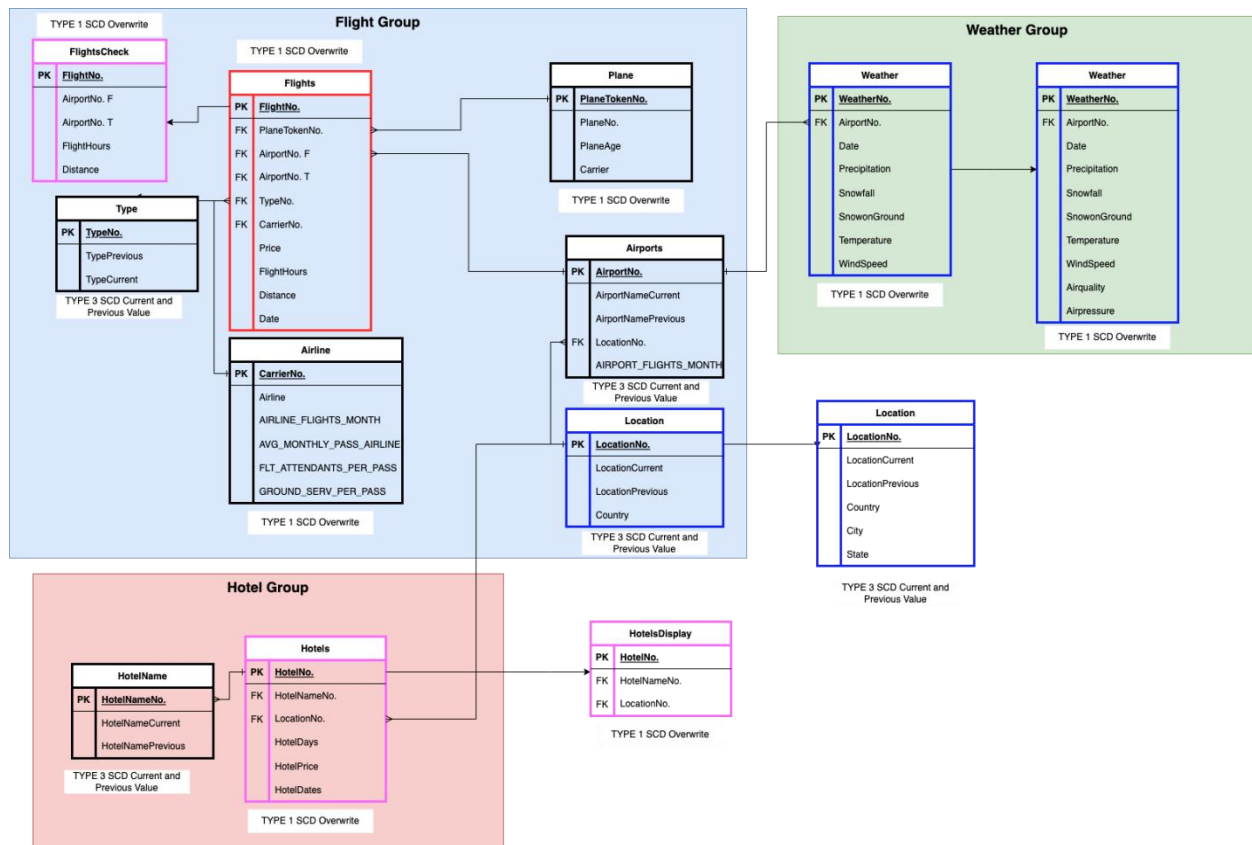 Flight Group
TYPE 1 SCD Overwrite
FlightsCheck
PK FlightNo.
AirportNo. F
AirportNo. T
FlightHours
Distance
TYPE 1 SCD Overwrite
Flights
PK FlightNo.
FK PlaneTokenNo.
FK AirportNo. F
FK AirportNo. T
FK TypeNo.
FK CarrierNo.
Price
FlightHours
Distance
Date
Plane
PK PlaneTokenNo.
PlaneNo.
PlaneAge
Carrier
TYPE 1 SCD Overwrite
Type
PK TypeNo.
TypePrevious
TypeCurrent
TYPE 3 SCD Current and
Previous Value
Airports
PK AirportNo.
AirportNameCurrent
AirportNamePrevious
FK LocationNo.
AIRPORT_FLIGHTS_MONTH
TYPE 3 SCD Current and
Previous Value
Airline
PK CarrierNo.
Airline
AIRLINE_FLIGHTS_MONTH
AVG_MONTHLY_PASS_AIRLINE
FLT_ATTENDANTS_PER_PASS
GROUND_SERV_PER_PASS
TYPE 1 SCD Overwrite
Location
PK LocationNo.
LocationCurrent
LocationPrevious
Country
TYPE 3 SCD Current and
Previous Value
Weather Group
Weather
PK WeatherNo.
FK AirportNo.
Date
Precipitation
Snowfall
SnowonGround
Temperature
WindSpeed
TYPE 1 SCD Overwrite
Weather
PK WeatherNo.
FK AirportNo.
Date
Precipitation
Snowfall
SnowonGround
Temperature
WindSpeed
Airquality
Airpressure
TYPE 1 SCD Overwrite
Location
PK LocationNo.
LocationCurrent
LocationPrevious
Country
City
State
TYPE 3 SCD Current and
Previous Value
Hotel Group
HotelName
PK HotelNameNo.
HotelNameCurrent
HotelNamePrevious
TYPE 3 SCD Current and
Previous Value
Hotels
PK HotelNo.
FK HotelNameNo.
FK LocationNo.
HotelDays
HotelPrice
HotelDates
TYPE 1 SCD Overwrite
HotelsDisplay
PK HotelNo.
FK HotelNameNo.
FK LocationNo.
TYPE 1 SCD Overwrite